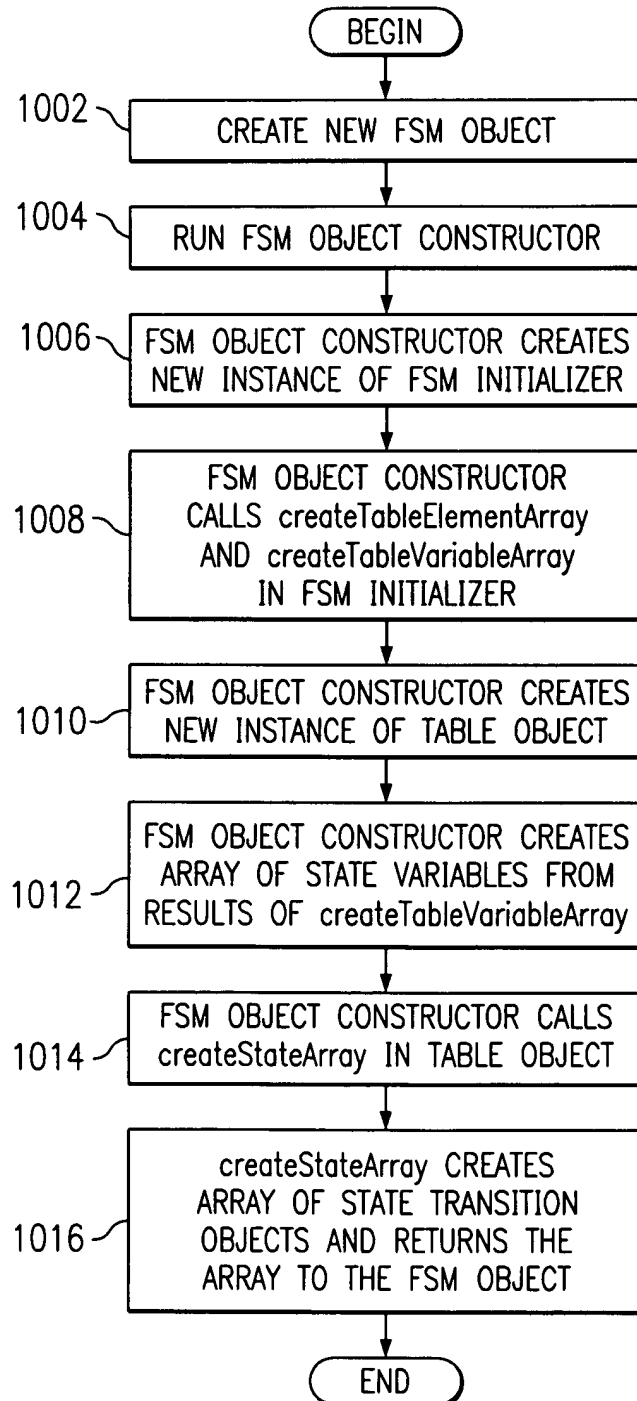 BEGIN
1002
CREATE NEW FSM OBJECT
1004
RUN FSM OBJECT CONSTRUCTOR
1006
FSM OBJECT CONSTRUCTOR CREATES
NEW INSTANCE OF FSM INITIALIZER
1008
FSM OBJECT CONSTRUCTOR
CALLS createTableElementArray
AND createTableVariableArray
IN FSM INITIALIZER
1010
FSM OBJECT CONSTRUCTOR CREATES
NEW INSTANCE OF TABLE OBJECT
1012
FSM OBJECT CONSTRUCTOR CREATES
ARRAY OF STATE VARIABLES FROM
RESULTS OF createTableVariableArray
1014
FSM OBJECT CONSTRUCTOR CALLS
createStateArray IN TABLE OBJECT
1016
createStateArray CREATES
ARRAY OF STATE TRANSITION
OBJECTS AND RETURNS THE
ARRAY TO THE FSM OBJECT
END